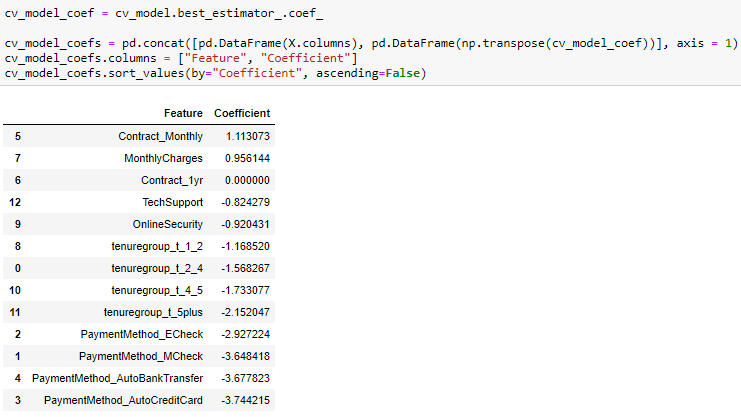 cv_model_coef = cv_model.best_estimator_.coef_
cv_model_coefs = pd.concat([pd.DataFrame(X.columns), pd.DataFrame(np.transpose(cv_model_coef))], axis = 1)
cv_model_coefs.columns = ["Feature", "Coefficient"]
cv_model_coefs.sort_values(by="Coefficient", ascending=False)
Feature Coefficient
5 Contract_Monthly 1.113073
7 MonthlyCharges 0.956144
6 Contract_1yr 0.000000
12 TechSupport -0.824279
9 OnlineSecurity -0.920431
8 tenuregroup_t_1_2 -1.168520
0 tenuregroup_t_2_4 -1.568267
10 tenuregroup_t_4_5 -1.733077
11 tenuregroup_t_5plus -2.152047
2 PaymentMethod_ECheck -2.927224
1 PaymentMethod_MCheck -3.648418
4 PaymentMethod_AutoBankTransfer -3.677823
3 PaymentMethod_AutoCreditCard -3.744215